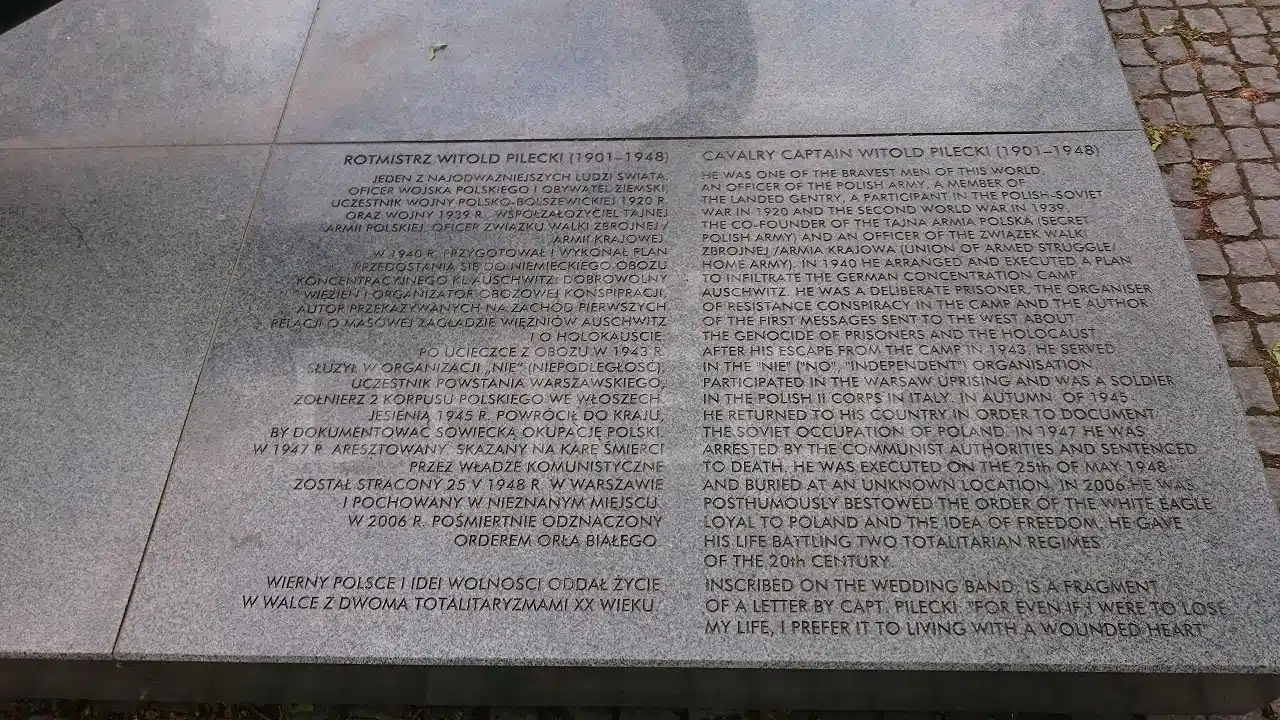 ROTMISTRZ WITOLD PILECKI (1901–1948)
JEDEN Z NAJODWAŻNIEJSZYCH LUDZI ŚWIATA,
OFICER WOJSKA POLSKIEGO I OBYWATEL ZIEMSKI,
UCZESTNIK WOJNY POLSKO-BOLSZEWICKIEJ 1920 R.
ORAZ WOJNY 1939 R., WSPÓŁZAŁOŻYCIEL TAJNEJ
ARMII POLSKIEJ, OFICER ZWIĄZKU WALKI ZBROJNEJ /
ARMII KRAJOWEJ.
W 1940 R. PRZYGOTOWAŁ I WYKONAŁ PLAN
PRZEDOSTANIA SIĘ DO NIEMIECKIEGO OBOZU
KONCENTRACYJNEGO KL AUSCHWITZ: DOBROWOLNY
WIĘZIEŃ I ORGANIZATOR OBOZOWEJ KONSPIRACJI,
AUTOR PRZEKAZYWANYCH NA ZACHÓD PIERWSZYCH
RELACJI O MASOWEJ ZAGŁADZIE WIĘŹNIÓW AUSCHWITZ
I O HOLOKAUŚCIE.
PO UCIECZCE Z OBOZU W 1943 R.
SŁUŻYŁ W ORGANIZACJI „NIE” (NIEPODLEGŁOŚĆ),
UCZESTNIK POWSTANIA WARSZAWSKIEGO,
ŻOŁNIERZ 2 KORPUSU POLSKIEGO WE WŁOSZECH.
JESIENIĄ 1945 R. POWRÓCIŁ DO KRAJU,
BY DOKUMENTOWAĆ SOWIECKĄ OKUPACJĘ POLSKI.
W 1947 R. ARESZTOWANY, SKAZANY NA KARĘ ŚMIERCI
PRZEZ WŁADZE KOMUNISTYCZNE
ZOSTAŁ STRACONY 25 V 1948 R. W WARSZAWIE
I POCHOWANY W NIEZNANYM MIEJSCU.
W 2006 R. POŚMIERTNIE ODZNACZONY
ORDEREM ORŁA BIAŁEGO.
WIERNY POLSCE I IDEI WOLNOŚCI ODDAŁ ŻYCIE
W WALCE Z DWOMA TOTALITARYZMAMI XX WIEKU.
CAVALRY CAPTAIN WITOLD PILECKI (1901–1948)
HE WAS ONE OF THE BRAVEST MEN OF THIS WORLD,
AN OFFICER OF THE POLISH ARMY, A MEMBER OF
THE LANDED GENTRY, A PARTICIPANT IN THE POLISH-SOVIET
WAR IN 1920 AND THE SECOND WORLD WAR IN 1939,
THE CO-FOUNDER OF THE TAJNA ARMIA POLSKA (SECRET
POLISH ARMY) AND AN OFFICER OF THE ZWIĄZEK WALKI
ZBROJNEJ /ARMIA KRAJOWA (UNION OF ARMED STRUGGLE/
HOME ARMY). IN 1940 HE ARRANGED AND EXECUTED A PLAN
TO INFILTRATE THE GERMAN CONCENTRATION CAMP
AUSCHWITZ. HE WAS A DELIBERATE PRISONER, THE ORGANISER
OF RESISTANCE CONSPIRACY IN THE CAMP AND THE AUTHOR
OF THE FIRST MESSAGES SENT TO THE WEST ABOUT
THE GENOCIDE OF PRISONERS AND THE HOLOCAUST.
AFTER HIS ESCAPE FROM THE CAMP IN 1943, HE SERVED
IN THE "NIE" ("NO", "INDEPENDENT") ORGANISATION,
PARTICIPATED IN THE WARSAW UPRISING AND WAS A SOLDIER
IN THE POLISH II CORPS IN ITALY. IN AUTUMN OF 1945
HE RETURNED TO HIS COUNTRY IN ORDER TO DOCUMENT
THE SOVIET OCCUPATION OF POLAND. IN 1947 HE WAS
ARRESTED BY THE COMMUNIST AUTHORITIES AND SENTENCED
TO DEATH. HE WAS EXECUTED ON THE 25th OF MAY 1948
AND BURIED AT AN UNKNOWN LOCATION. IN 2006 HE WAS
POSTHUMOUSLY BESTOWED THE ORDER OF THE WHITE EAGLE.
LOYAL TO POLAND AND THE IDEA OF FREEDOM, HE GAVE
HIS LIFE BATTLING TWO TOTALITARIAN REGIMES
OF THE 20th CENTURY.
INSCRIBED ON THE WEDDING BAND, IS A FRAGMENT
OF A LETTER BY CAPT. PILECKI: "FOR EVEN IF I WERE TO LOSE
MY LIFE, I PREFER IT TO LIVING WITH A WOUNDED HEART"